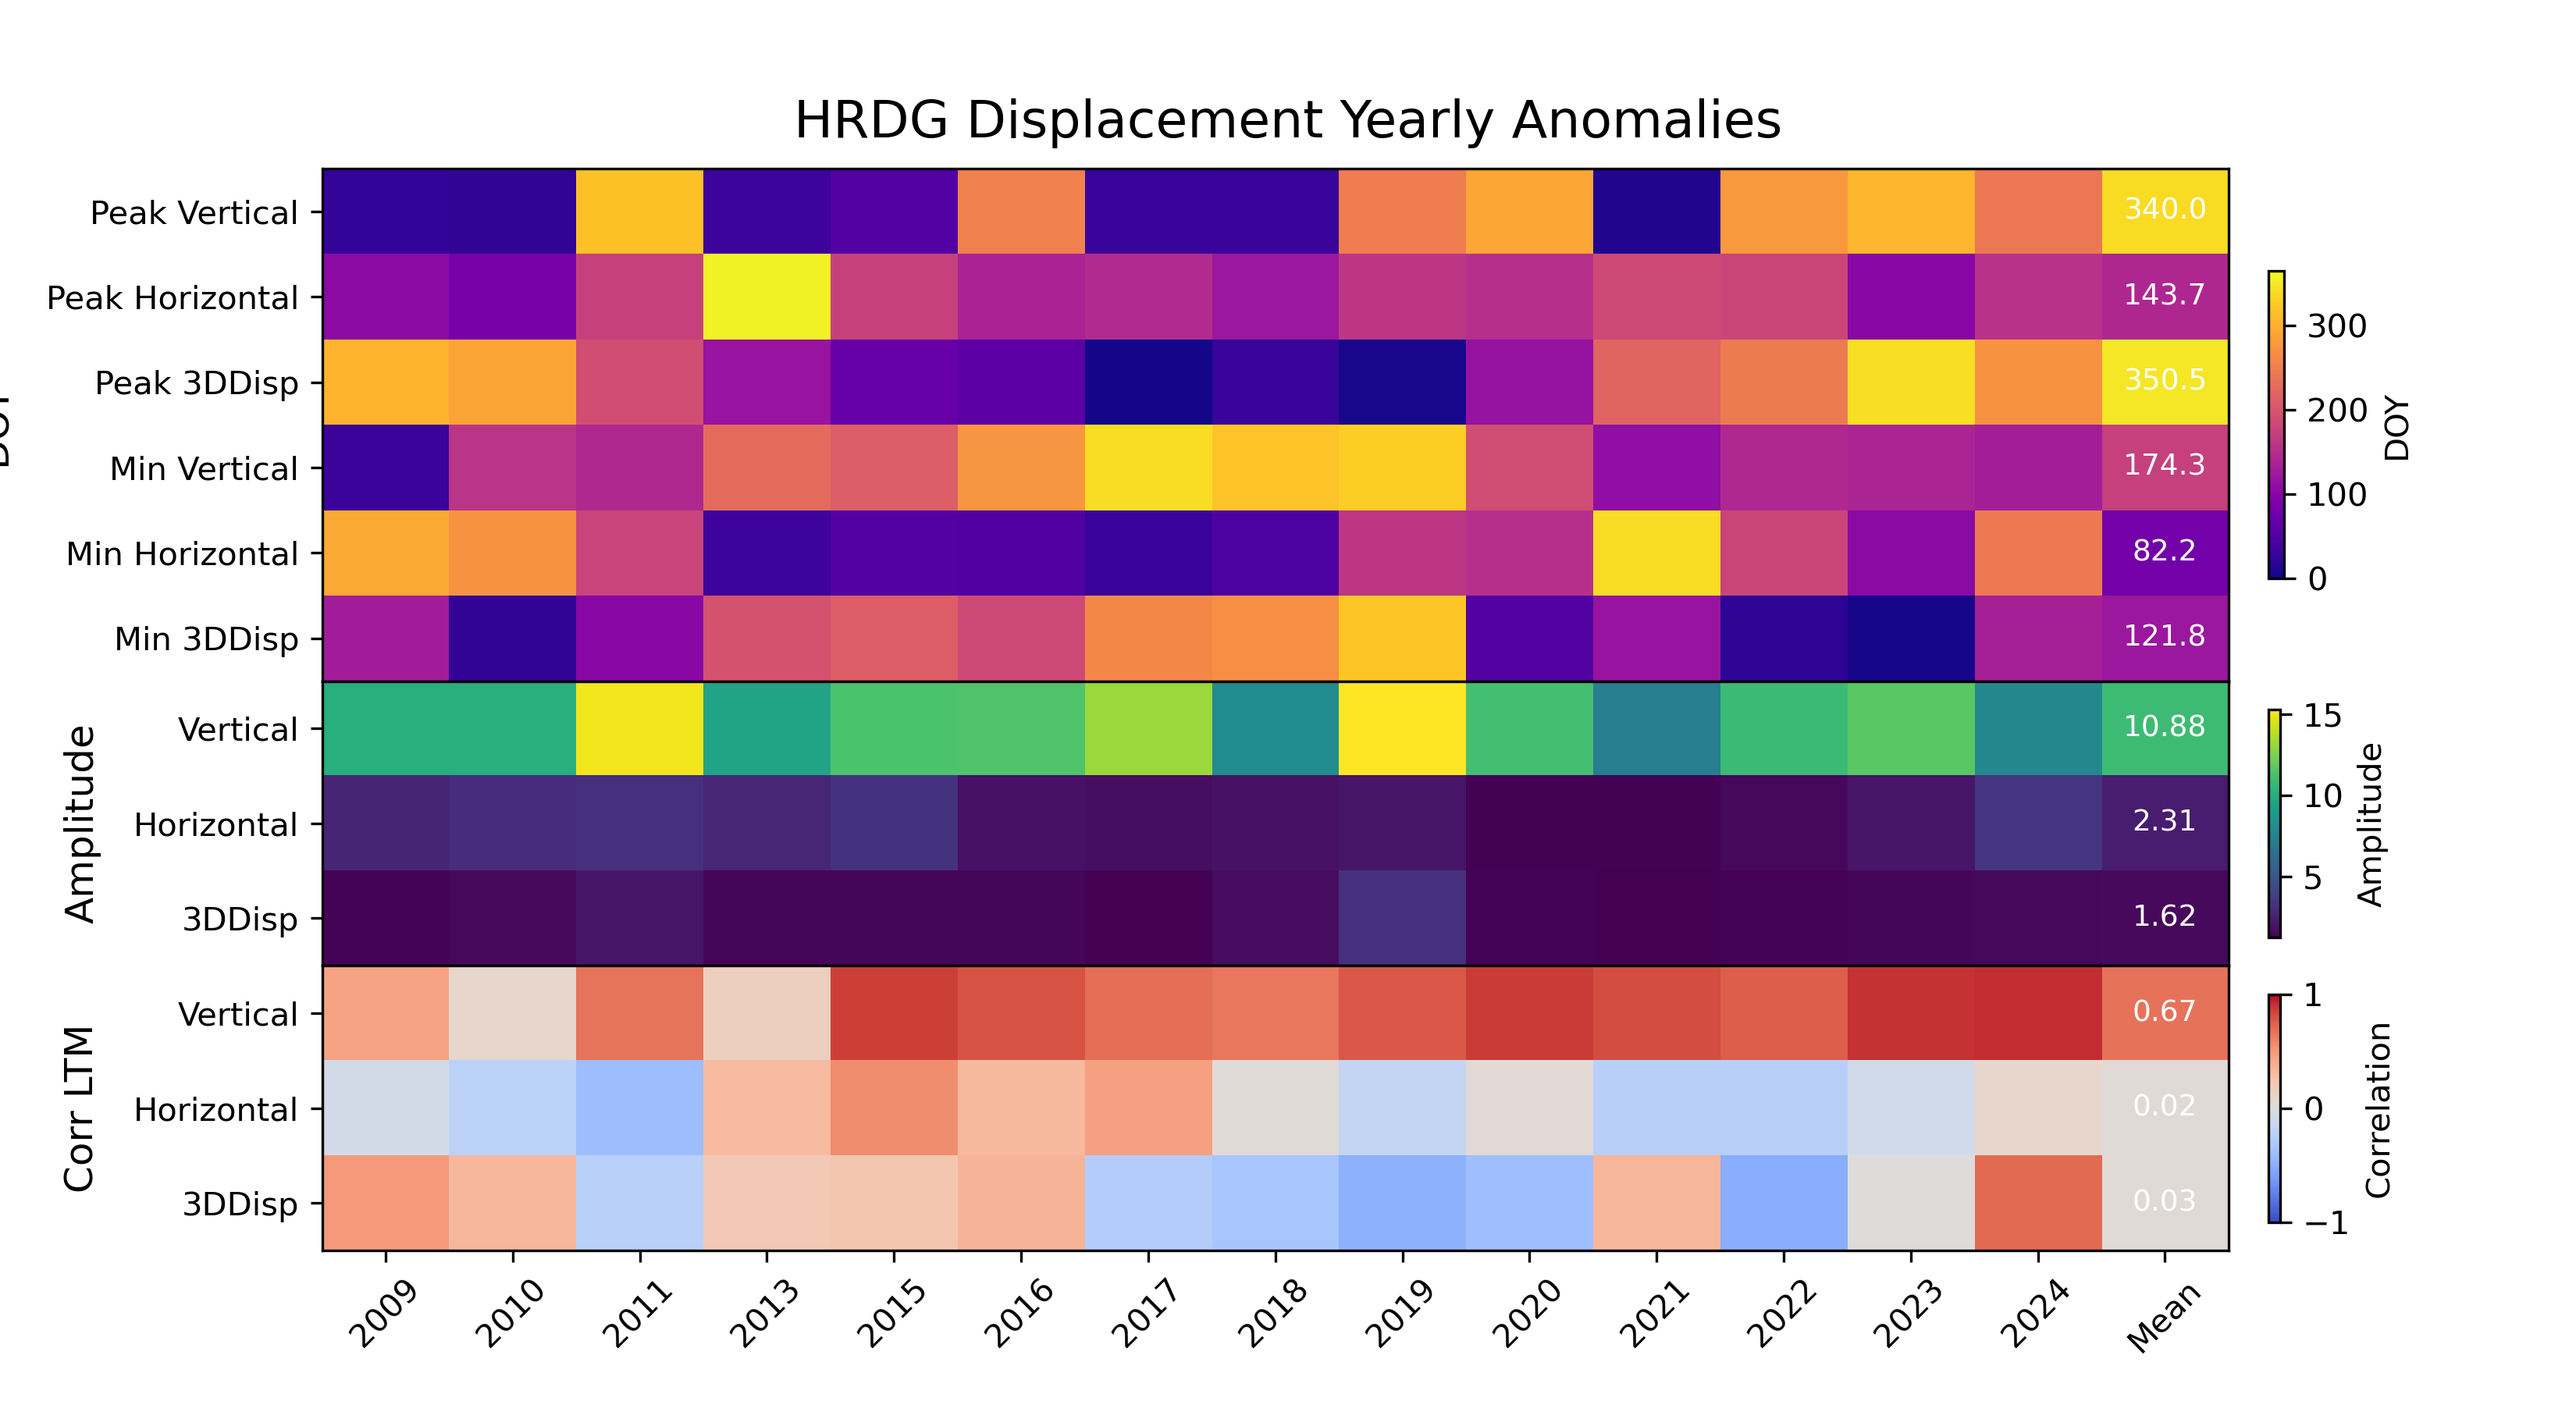 HRDG Displacement Yearly Anomalies
Peak Vertical
340.0
Peak Horizontal
143.7
Peak 3DDisp
350.5
Min Vertical
174.3
Min Horizontal
82.2
Min 3DDisp
121.8
300
200
100
0
DOY
Amplitude
Vertical
10.88
Horizontal
2.31
3DDisp
1.62
15
10
5
Amplitude
Corr LTM
Vertical
0.67
Horizontal
0.02
3DDisp
0.03
1
0
−1
Correlation
2009 2010 2011 2013 2015 2016 2017 2018 2019 2020 2021 2022 2023 2024 Mean